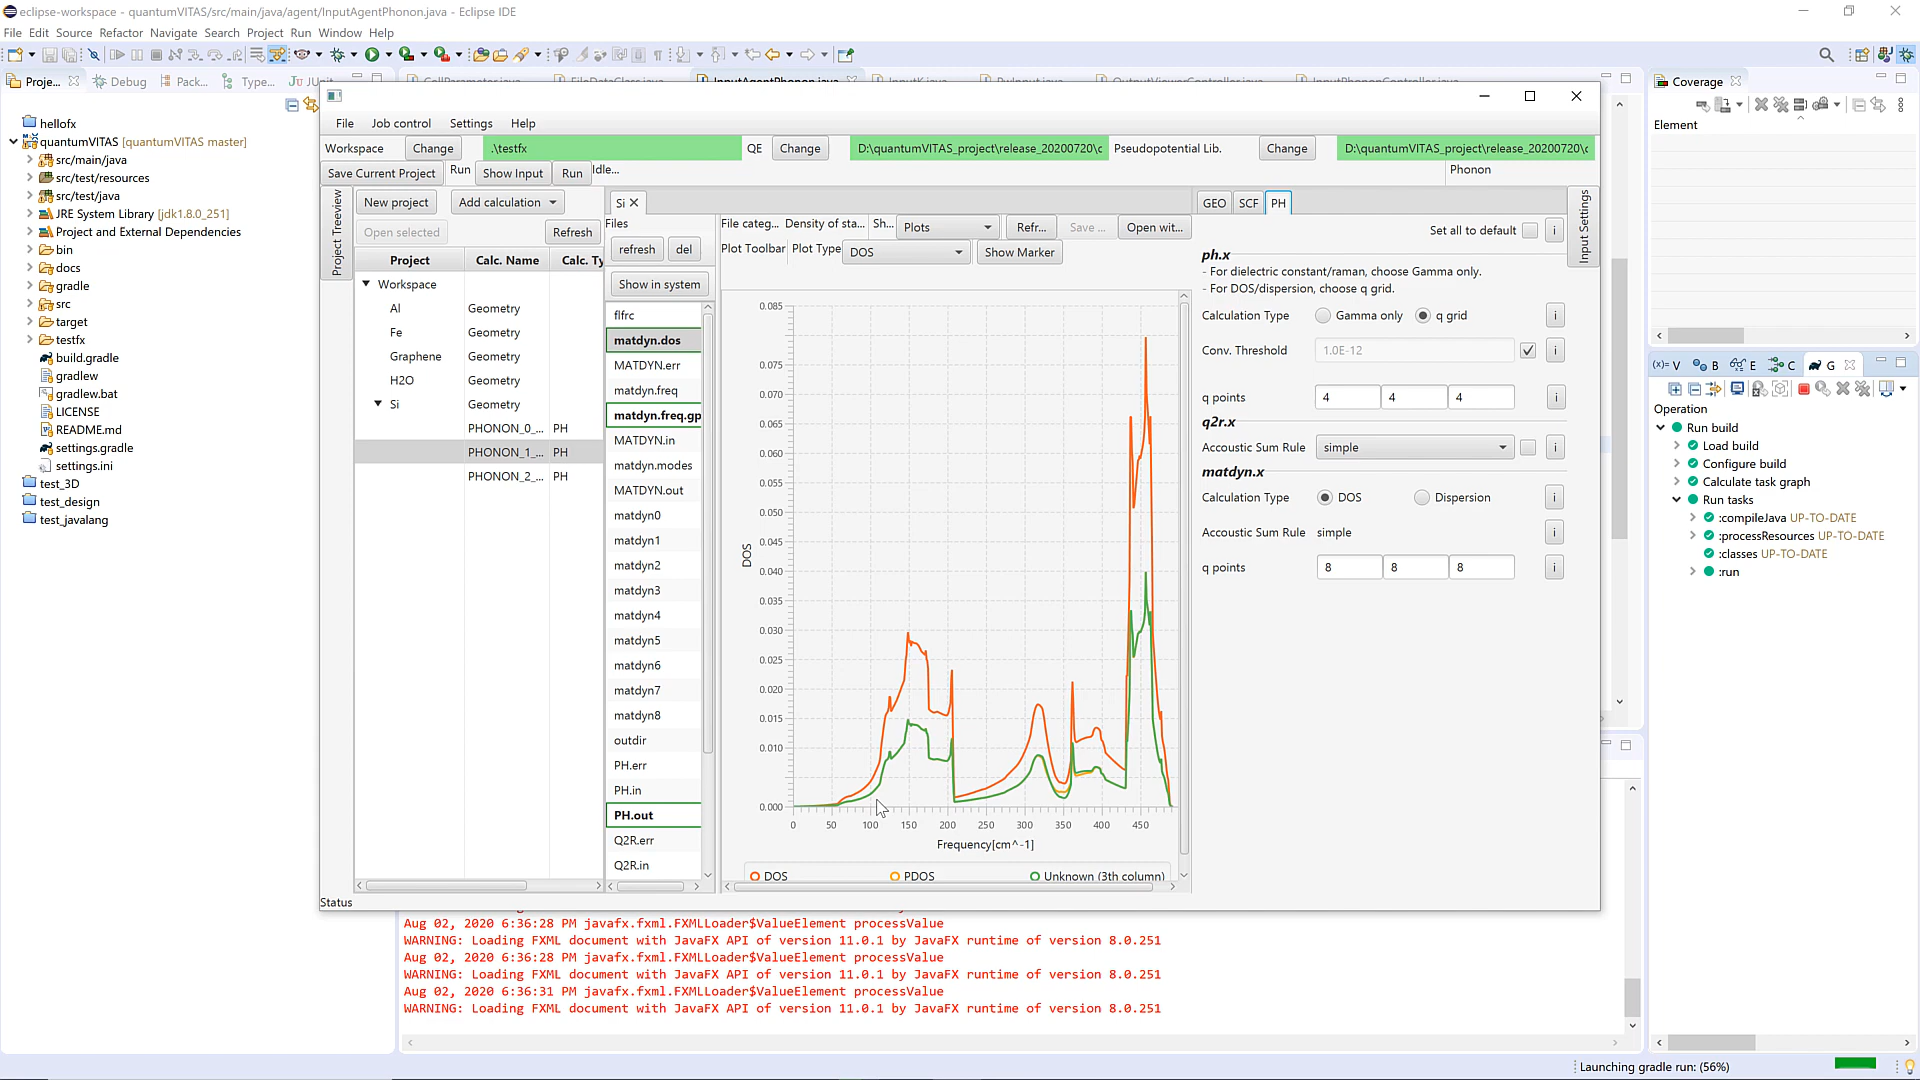 eclipse-workspace - quantumVITAS/src/main/java/agent/InputAgentPhonon.java - Eclipse IDE
File Edit Source Refactor Navigate Search Project Run Window Help
Proje... Debug Pack... Type... JUnit
InputAgentPhonon.java
Coverage
Element
hellofx
quantumVITAS [quantumVITAS master]
src/main/java
src/test/resources
src/test/java
JRE System Library [jdk1.8.0_251]
Project and External Dependencies
bin
docs
gradle
src
target
testfx
build.gradle
gradlew
gradlew.bat
LICENSE
README.md
settings.gradle
settings.ini
test_3D
test_design
test_javalang
File Job control Settings Help
Workspace Change .\testfx QE Change D:\quantumVITAS_project\release_20200720\c Pseudopotential Lib. Change D:\quantumVITAS_project\release_20200720\c
Save Current Project Run Show Input Run Idle... Phonon
Project Treeview
New project Add calculation
Open selected Refresh
Project Calc. Name Calc. Ty
Workspace
Al Geometry
Fe Geometry
Graphene Geometry
H2O Geometry
Si Geometry
PHONON_0_... PH
PHONON_1_... PH
PHONON_2_... PH
Si
Files
refresh del
Show in system
flfrc
matdyn.dos
MATDYN.err
matdyn.freq
matdyn.freq.gp
MATDYN.in
matdyn.modes
MATDYN.out
matdyn0
matdyn1
matdyn2
matdyn3
matdyn4
matdyn5
matdyn6
matdyn7
matdyn8
outdir
PH.err
PH.in
PH.out
Q2R.err
Q2R.in
File categ... Density of sta... Sh... Plots Refr... Save ... Open wit...
Plot Toolbar Plot Type DOS Show Marker
0.085
0.075
0.070
0.065
0.060
0.055
0.050
0.045
0.040
0.035
0.030
0.025
0.020
0.015
0.010
0.000
DOS
0 50 100 150 200 250 300 350 400 450
Frequency[cm^-1]
DOS PDOS Unknown (3th column)
GEO SCF PH
Input Settings
Set all to default i
ph.x
- For dielectric constant/raman, choose Gamma only.
- For DOS/dispersion, choose q grid.
Calculation Type Gamma only q grid i
Conv. Threshold 1.0E-12 i
q points 4 4 4 i
q2r.x
Accoustic Sum Rule simple i
matdyn.x
Calculation Type DOS Dispersion i
Accoustic Sum Rule simple i
q points 8 8 8 i
Status
(x)= V B E C G
Operation
Run build
Load build
Configure build
Calculate task graph
Run tasks
:compileJava UP-TO-DATE
:processResources UP-TO-DATE
:classes UP-TO-DATE
:run
Aug 02, 2020 6:36:28 PM javafx.fxml.FXMLLoader$ValueElement processValue
WARNING: Loading FXML document with JavaFX API of version 11.0.1 by JavaFX runtime of version 8.0.251
Aug 02, 2020 6:36:28 PM javafx.fxml.FXMLLoader$ValueElement processValue
WARNING: Loading FXML document with JavaFX API of version 11.0.1 by JavaFX runtime of version 8.0.251
Aug 02, 2020 6:36:31 PM javafx.fxml.FXMLLoader$ValueElement processValue
WARNING: Loading FXML document with JavaFX API of version 11.0.1 by JavaFX runtime of version 8.0.251
Launching gradle run: (56%)